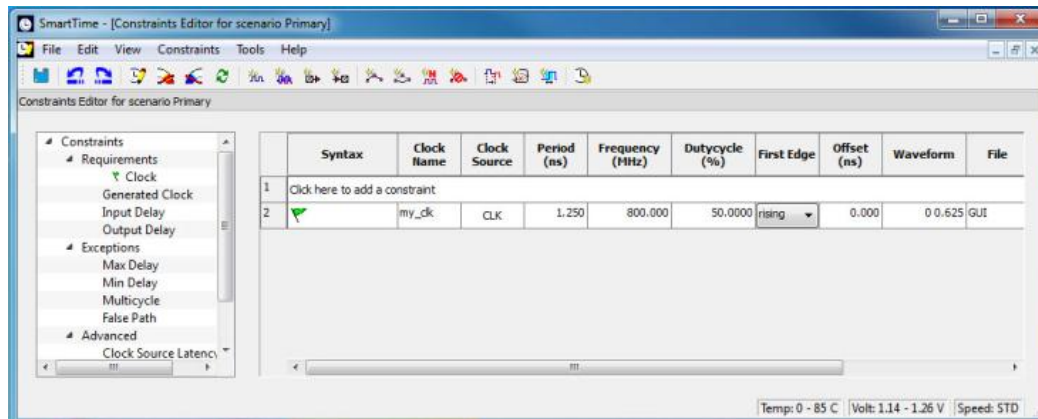 SmartTime - [Constraints Editor for scenario Primary]
File Edit View Constraints Tools Help
Constraints Editor for scenario Primary
Constraints
Requirements
Clock
Generated Clock
Input Delay
Output Delay
Exceptions
Max Delay
Min Delay
Multicycle
False Path
Advanced
Clock Source Latency
Syntax Clock Name Clock Source Period (ns) Frequency (MHz) Dutycycle (%) First Edge Offset (ns) Waveform File
1 Click here to add a constraint
2 my_clk CLK 1.250 800.000 50.0000 rising 0.000 0 0.625 GUI
Temp: 0 - 85 C Volt: 1.14 - 1.26 V Speed: STD